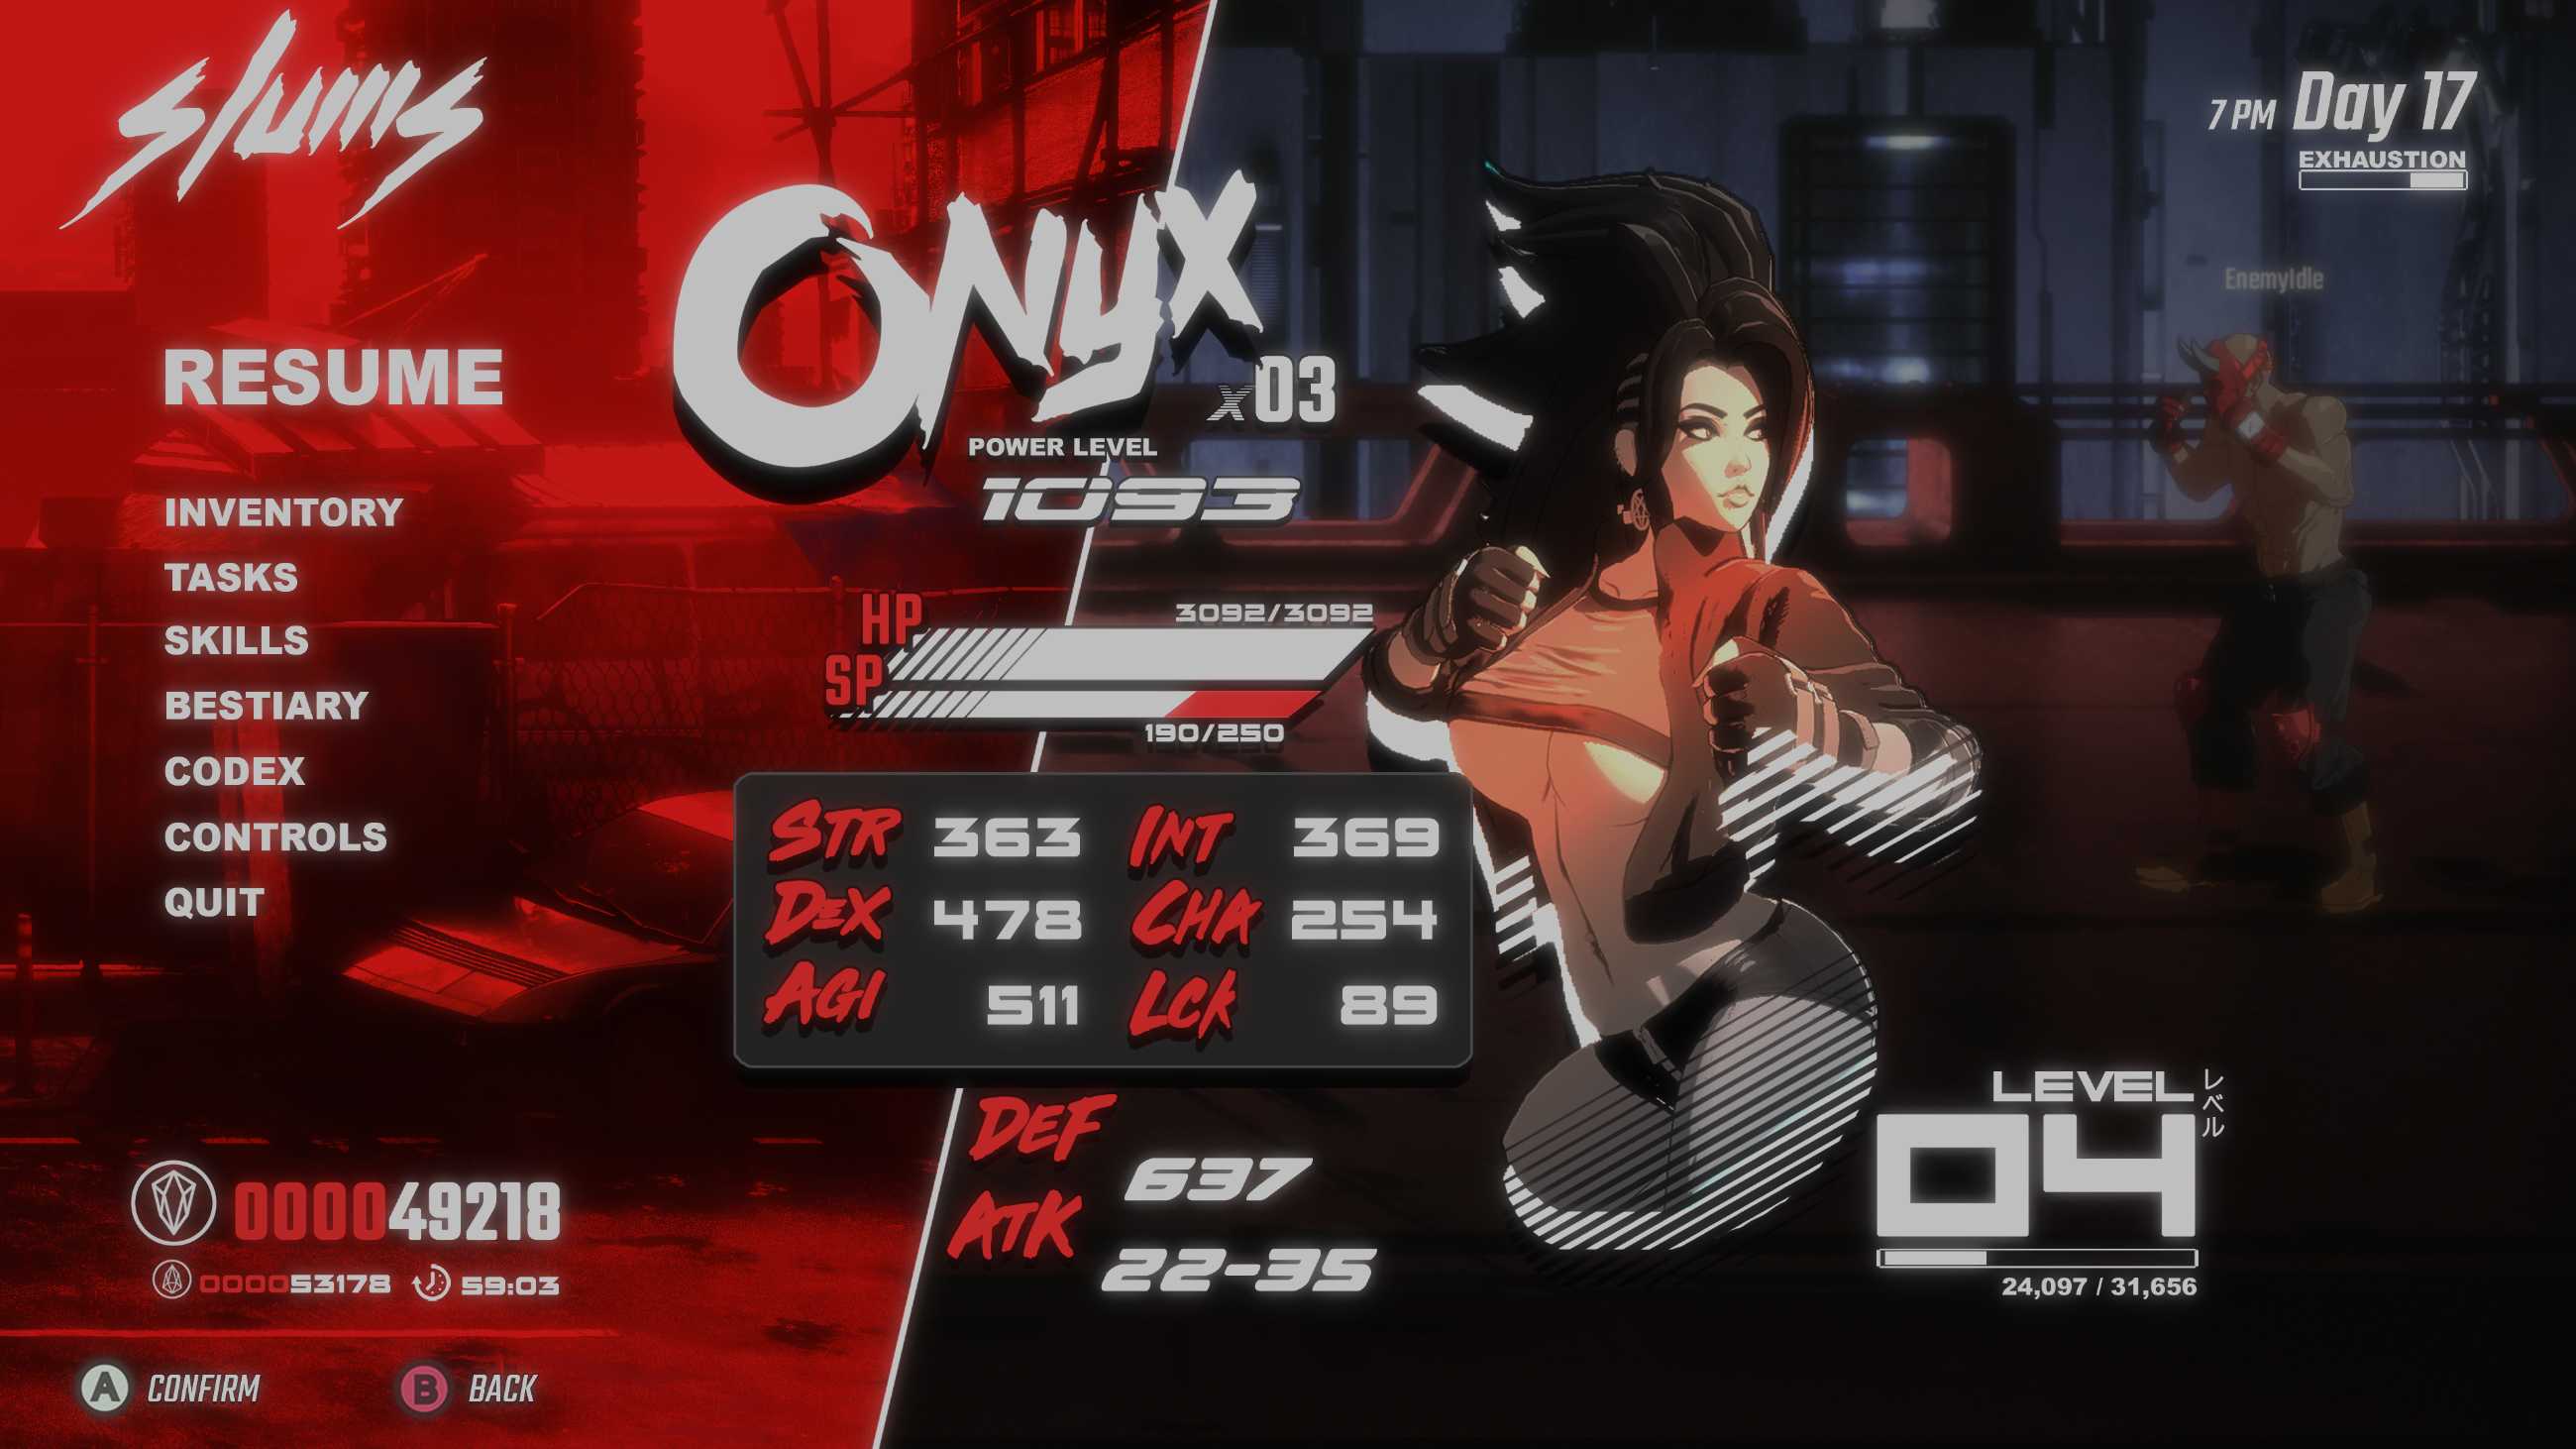 slums
7 PM Day 17
EXHAUSTION
EnemyIdle
RESUME
INVENTORY
TASKS
SKILLS
BESTIARY
CODEX
CONTROLS
QUIT
Onyx
x03
POWER LEVEL
1093
HP 3092/3092
SP 190/250
STR 363 INT 369
DEX 478 CHA 254
AGI 511 LCK 89
DEF 637
ATK 22-35
LEVEL レベル
04
24,097 / 31,656
000049218
000053178 59:03
A CONFIRM B BACK